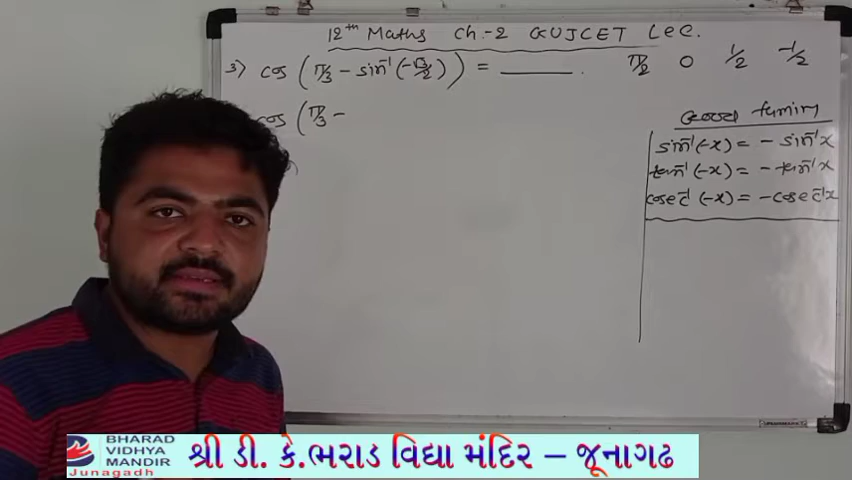 12th Maths Ch.-2 GUJCET Lec.
3) cos (π/3 - sin⁻¹(-√3/2)) = ______. π/2 0 1/2 -1/2
cos (π/3 -
sin⁻¹(-x) = - sin⁻¹x
tan⁻¹(-x) = - tan⁻¹x
cosec⁻¹(-x) = -cosec⁻¹x
BHARAD
VIDHYA
MANDIR
Junagadh
શ્રી ડી. કે.ભરાડ વિદ્યા મંદિર – જૂનાગઢ